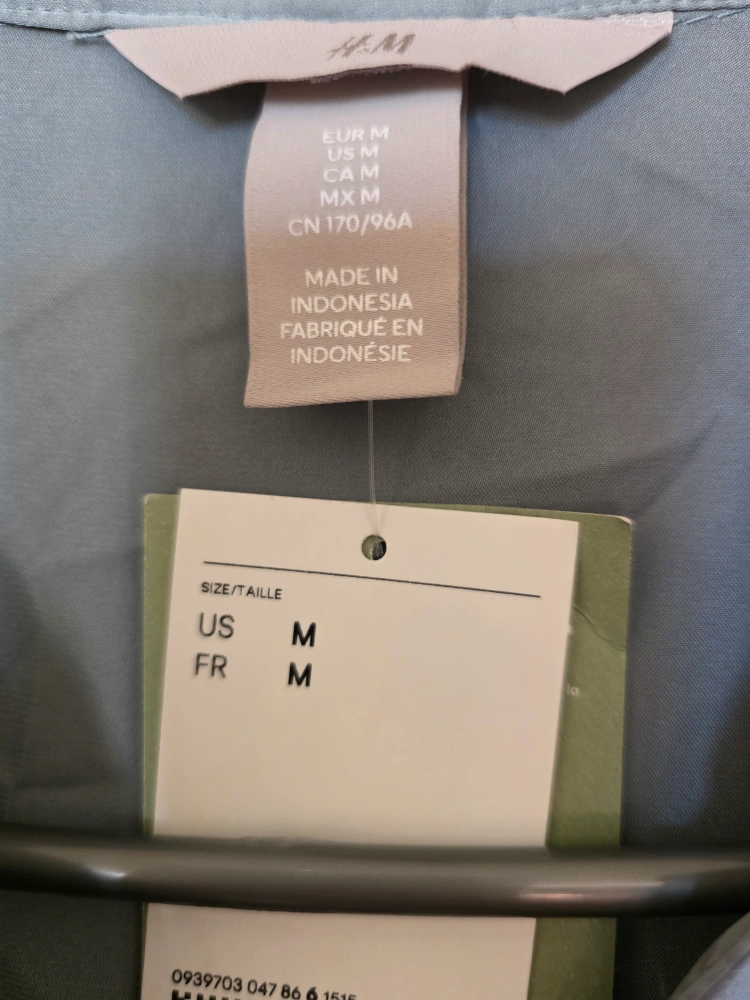 H&M
EUR M
US M
CA M
MX M
CN 170/96A
MADE IN
INDONESIA
FABRIQUÉ EN
INDONÉSIE
SIZE/TAILLE
US M
FR M
la
0939703 047 86 6 1515